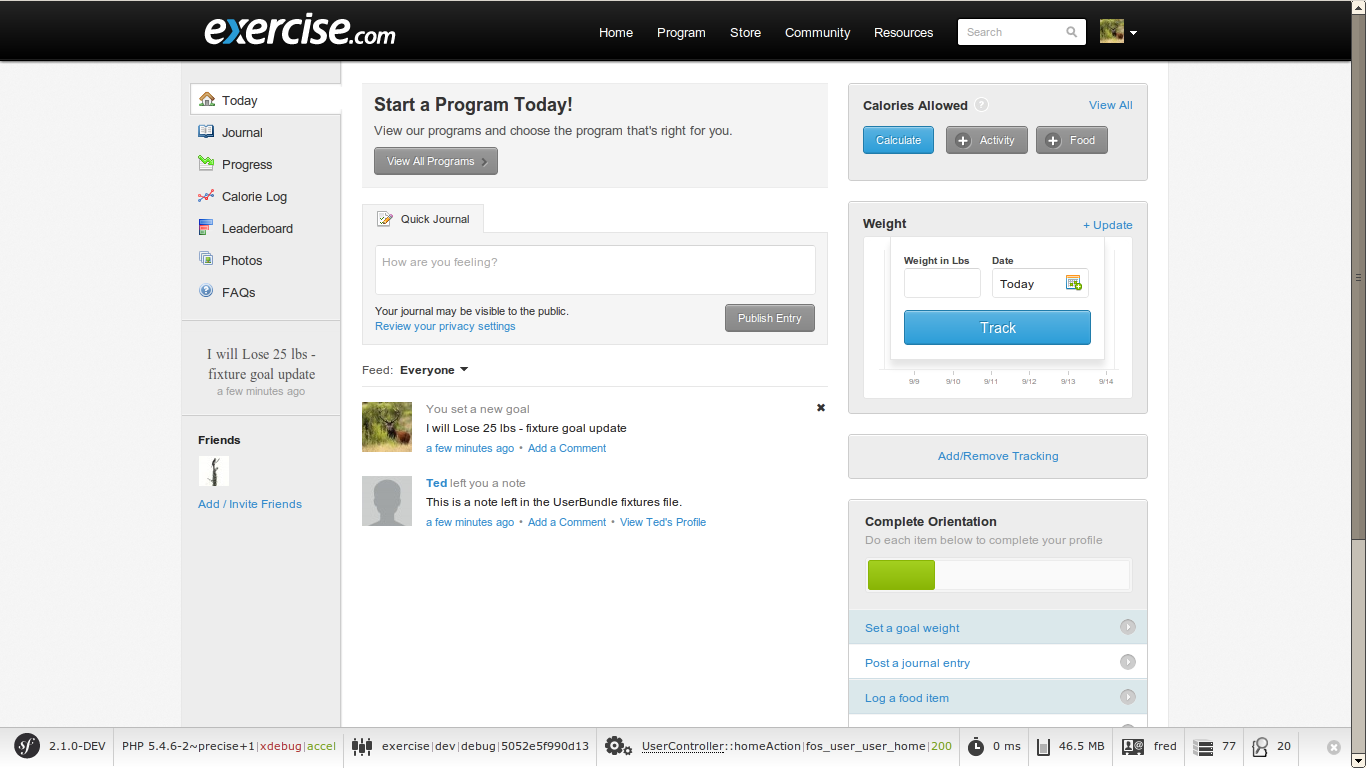 exercise.com
Home
Program
Store
Community
Resources
Search
Today
Journal
Progress
Calorie Log
Leaderboard
Photos
FAQs
I will Lose 25 lbs -
fixture goal update
a few minutes ago
Friends
Add / Invite Friends
Start a Program Today!
View our programs and choose the program that's right for you.
View All Programs
Quick Journal
How are you feeling?
Your journal may be visible to the public.
Review your privacy settings
Publish Entry
Feed: Everyone
You set a new goal
I will Lose 25 lbs - fixture goal update
a few minutes ago • Add a Comment
Ted left you a note
This is a note left in the UserBundle fixtures file.
a few minutes ago • Add a Comment • View Ted's Profile
Calories Allowed ?
View All
Calculate
Activity
Food
Weight
+ Update
Weight in Lbs
Date
Today
Track
9/9 9/10 9/11 9/12 9/13 9/14
Add/Remove Tracking
Complete Orientation
Do each item below to complete your profile
Set a goal weight
Post a journal entry
Log a food item
sf 2.1.0-DEV PHP 5.4.6-2~precise+1|xdebug|accel exercise|dev|debug|5052e5f990d13 UserController::homeAction|fos_user_user_home|200 0 ms 46.5 MB fred 77 20